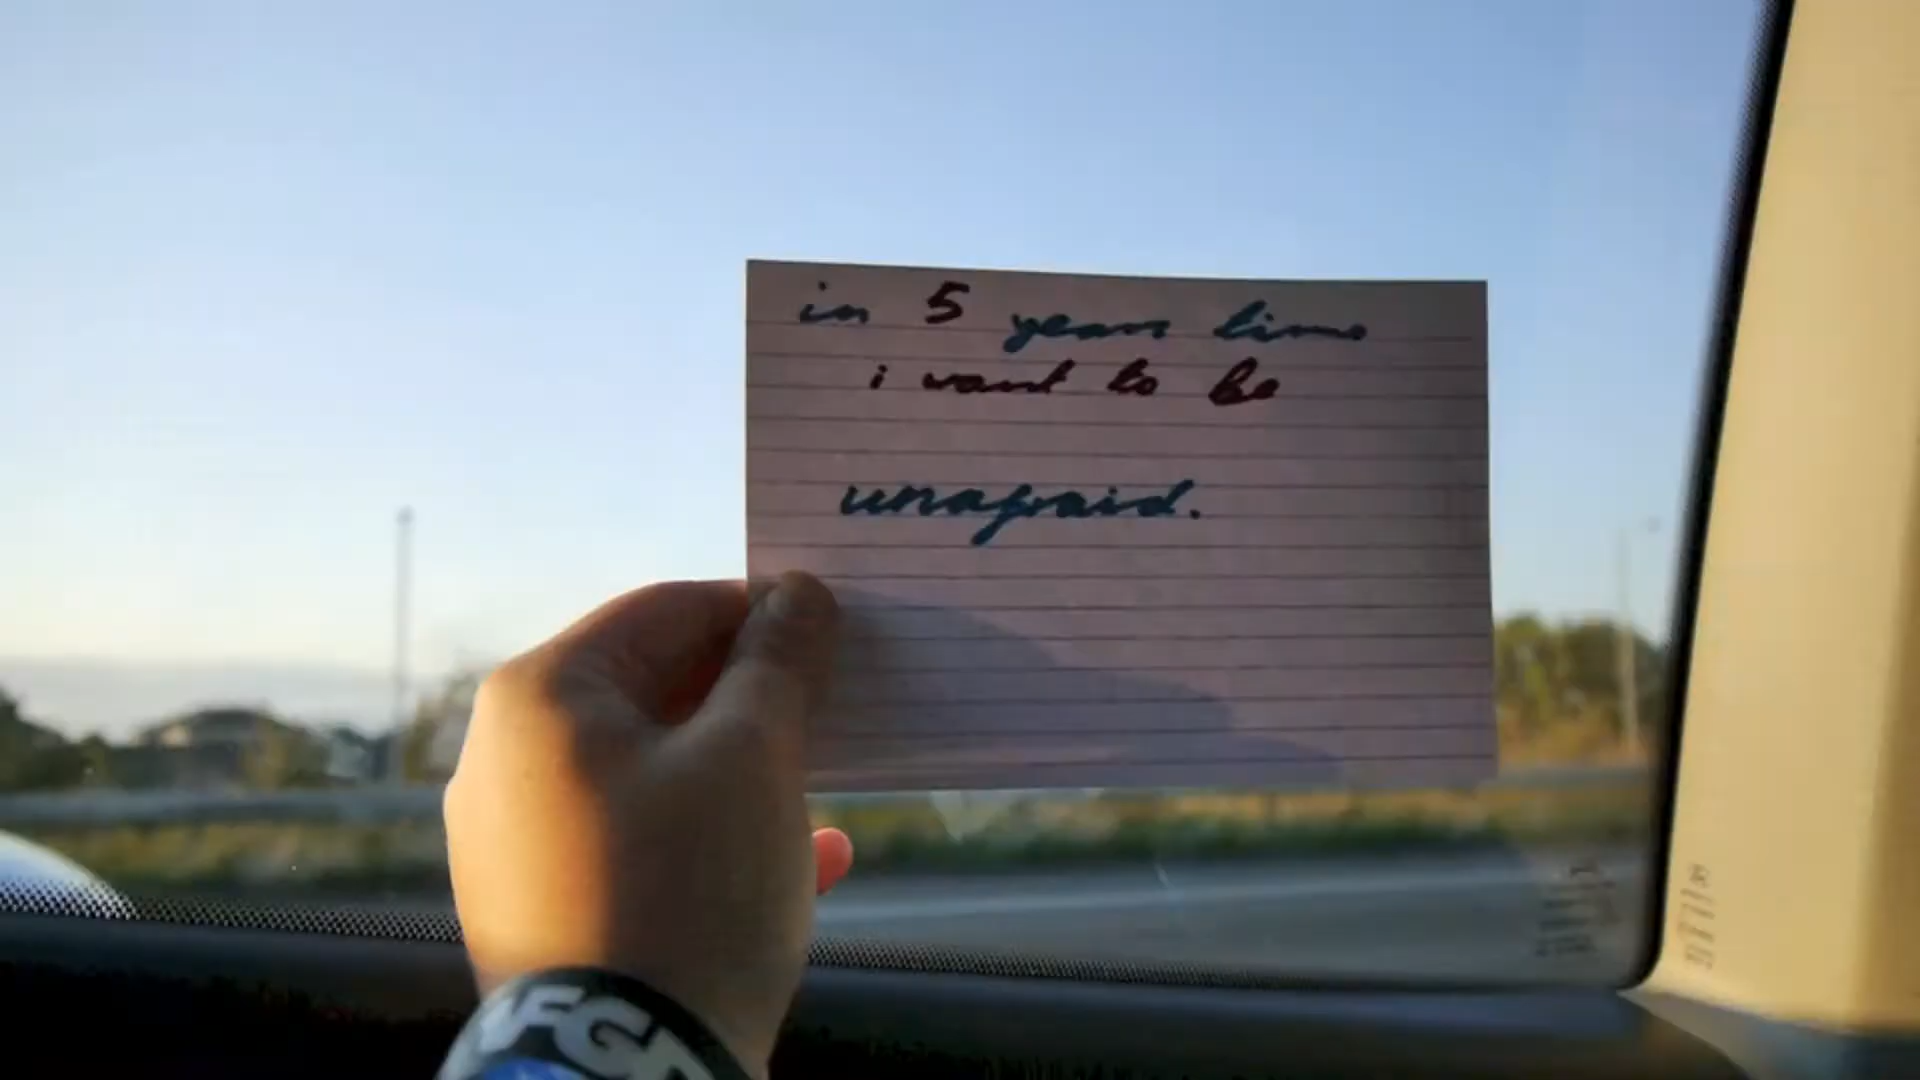 in 5 years time
i want to be
unafraid.